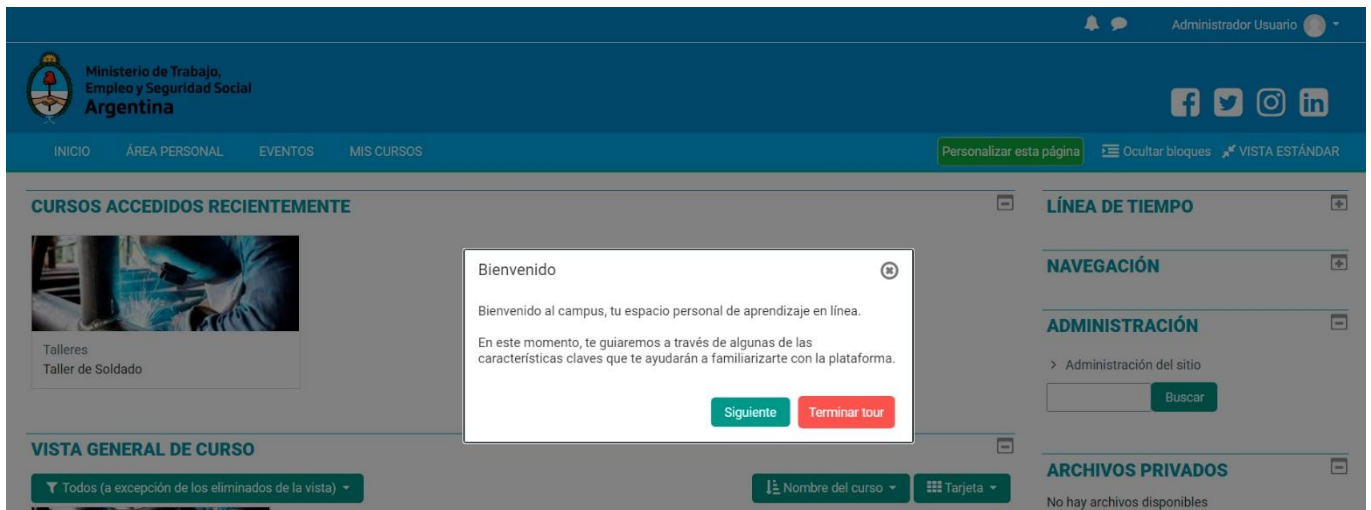 Administrador Usuario
Ministerio de Trabajo,
Empleo y Seguridad Social
Argentina
INICIO ÁREA PERSONAL EVENTOS MIS CURSOS
Personalizar esta página Ocultar bloques VISTA ESTÁNDAR
CURSOS ACCEDIDOS RECIENTEMENTE
Talleres
Taller de Soldado
Bienvenido
Bienvenido al campus, tu espacio personal de aprendizaje en línea.
En este momento, te guiaremos a través de algunas de las
características claves que te ayudarán a familiarizarte con la plataforma.
Siguiente Terminar tour
VISTA GENERAL DE CURSO
Todos (a excepción de los eliminados de la vista)
Nombre del curso Tarjeta
LÍNEA DE TIEMPO
NAVEGACIÓN
ADMINISTRACIÓN
Administración del sitio
Buscar
ARCHIVOS PRIVADOS
No hay archivos disponibles